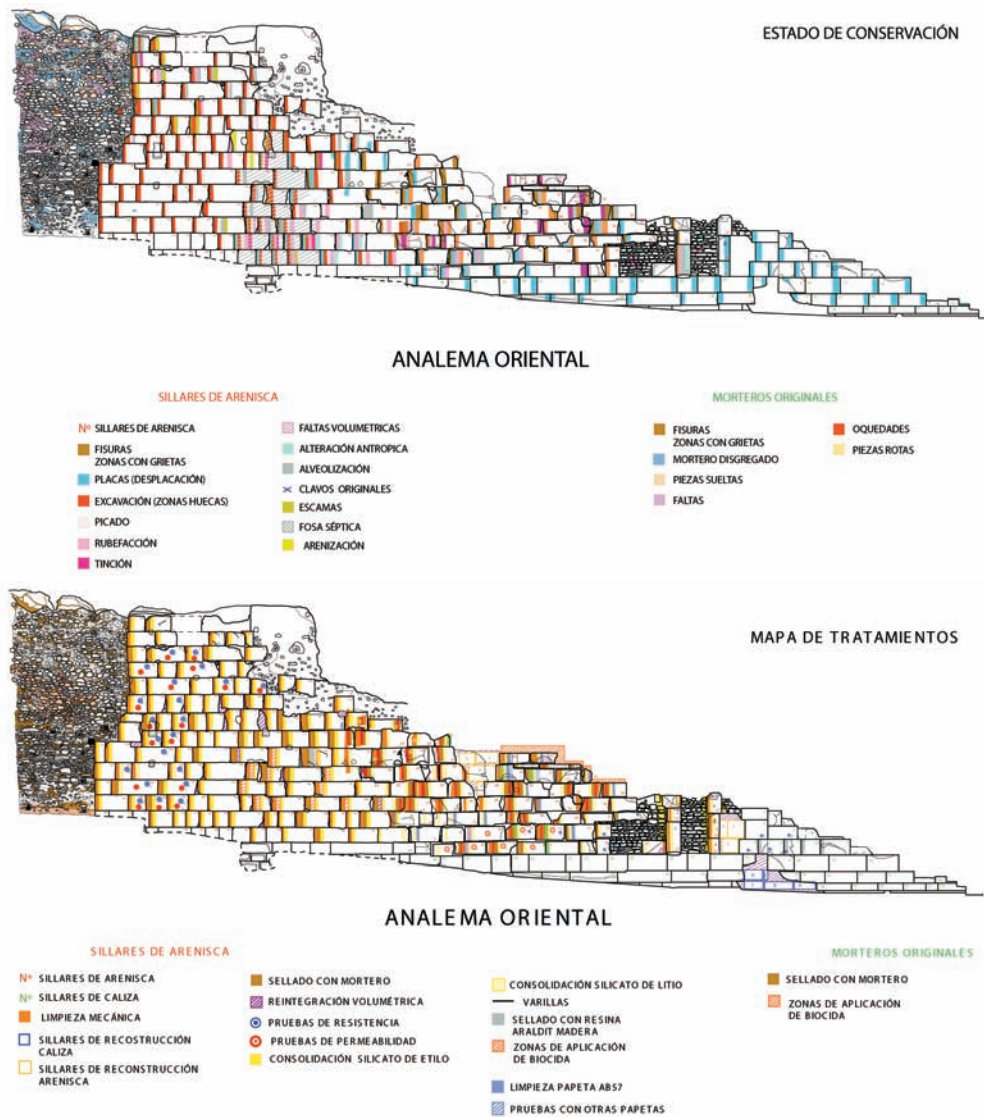 ESTADO DE CONSERVACIÓN
ANALEMA ORIENTAL
SILLARES DE ARENISCA
Nº SILLARES DE ARENISCA
FISURAS
ZONAS CON GRIETAS
PLACAS (DESPLACACIÓN)
EXCAVACIÓN (ZONAS HUECAS)
PICADO
RUBEFACCIÓN
TINCIÓN
FALTAS VOLUMETRICAS
ALTERACIÓN ANTROPICA
ALVEOLIZACIÓN
CLAVOS ORIGINALES
ESCAMAS
FOSA SÉPTICA
ARENIZACIÓN
MORTEROS ORIGINALES
FISURAS
ZONAS CON GRIETAS
MORTERO DISGREGADO
PIEZAS SUELTAS
FALTAS
OQUEDADES
PIEZAS ROTAS
MAPA DE TRATAMIENTOS
ANALEMA ORIENTAL
SILLARES DE ARENISCA
Nº SILLARES DE ARENISCA
Nº SILLARES DE CALIZA
LIMPIEZA MECÁNICA
SILLARES DE RECOSTRUCCIÓN
CALIZA
SILLARES DE RECONSTRUCCIÓN
ARENISCA
SELLADO CON MORTERO
REINTEGRACIÓN VOLUMÉTRICA
PRUEBAS DE RESISTENCIA
PRUEBAS DE PERMEABILIDAD
CONSOLIDACIÓN SILICATO DE ETILO
CONSOLIDACIÓN SILICATO DE LITIO
VARILLAS
SELLADO CON RESINA
ARALDIT MADERA
ZONAS DE APLICACIÓN
DE BIOCIDA
LIMPIEZA PAPETA AB57
PRUEBAS CON OTRAS PAPETAS
MORTEROS ORIGINALES
SELLADO CON MORTERO
ZONAS DE APLICACIÓN
DE BIOCIDA